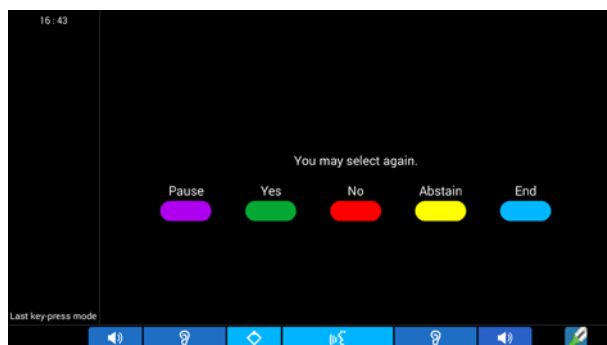 16:43
You may select again.
Pause Yes No Abstain End
Last key-press mode